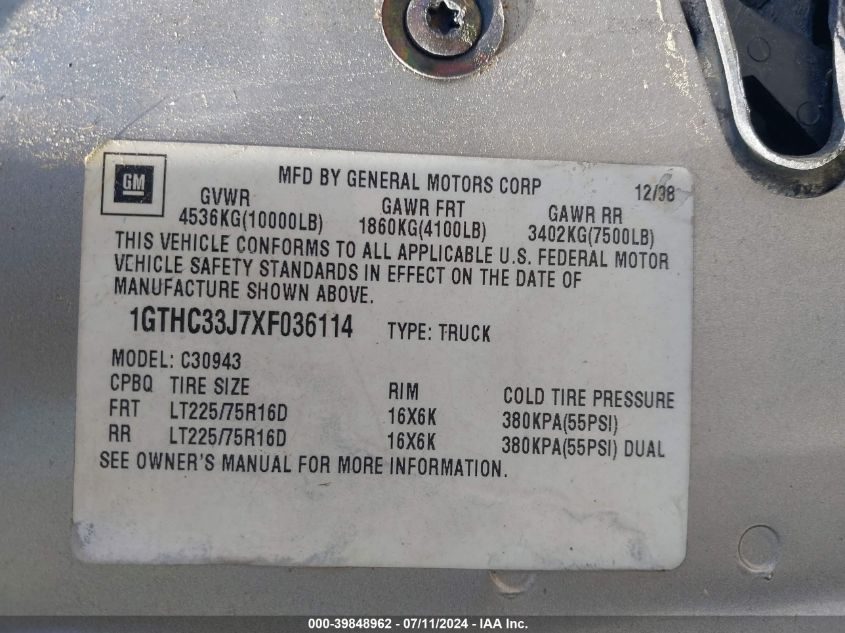 GM
MFD BY GENERAL MOTORS CORP 12/38
GVWR GAWR FRT GAWR RR
4536KG(10000LB) 1860KG(4100LB) 3402KG(7500LB)
THIS VEHICLE CONFORMS TO ALL APPLICABLE U.S. FEDERAL MOTOR
VEHICLE SAFETY STANDARDS IN EFFECT ON THE DATE OF
MANUFACTURE SHOWN ABOVE.
1GTHC33J7XF036114 TYPE: TRUCK
MODEL: C30943
CPBQ TIRE SIZE RIM COLD TIRE PRESSURE
FRT LT225/75R16D 16X6K 380KPA(55PSI)
RR LT225/75R16D 16X6K 380KPA(55PSI) DUAL
SEE OWNER'S MANUAL FOR MORE INFORMATION.
000-39848962 - 07/11/2024 - IAA Inc.